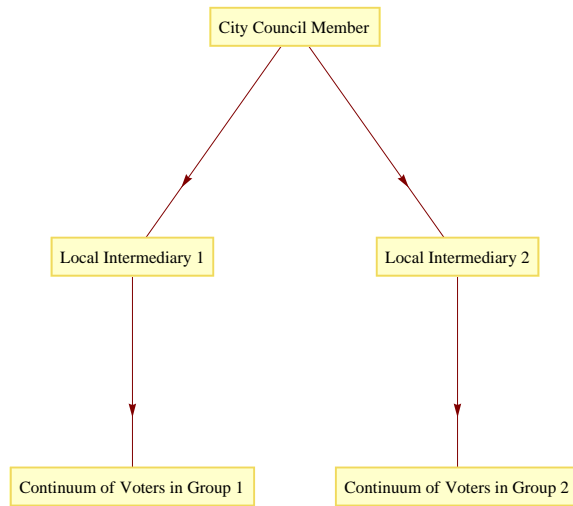 City Council Member
Local Intermediary 1
Local Intermediary 2
Continuum of Voters in Group 1
Continuum of Voters in Group 2